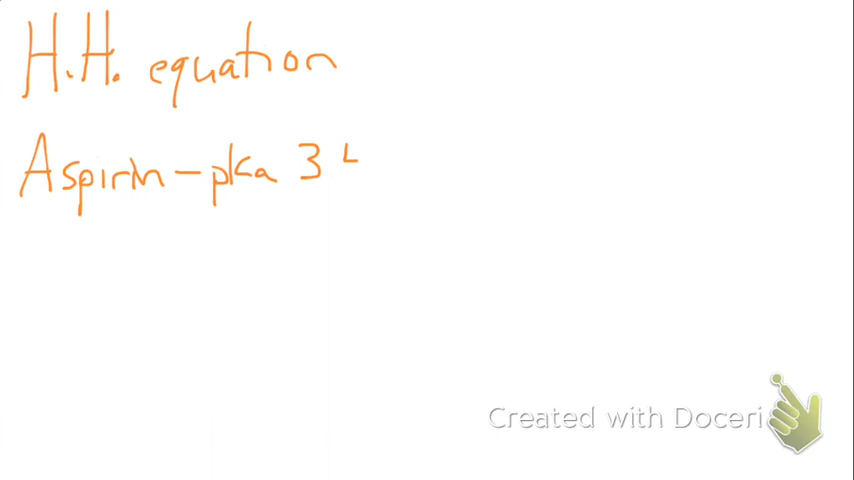 H.H. equation
Aspirin - pka 3
Created with Doceri